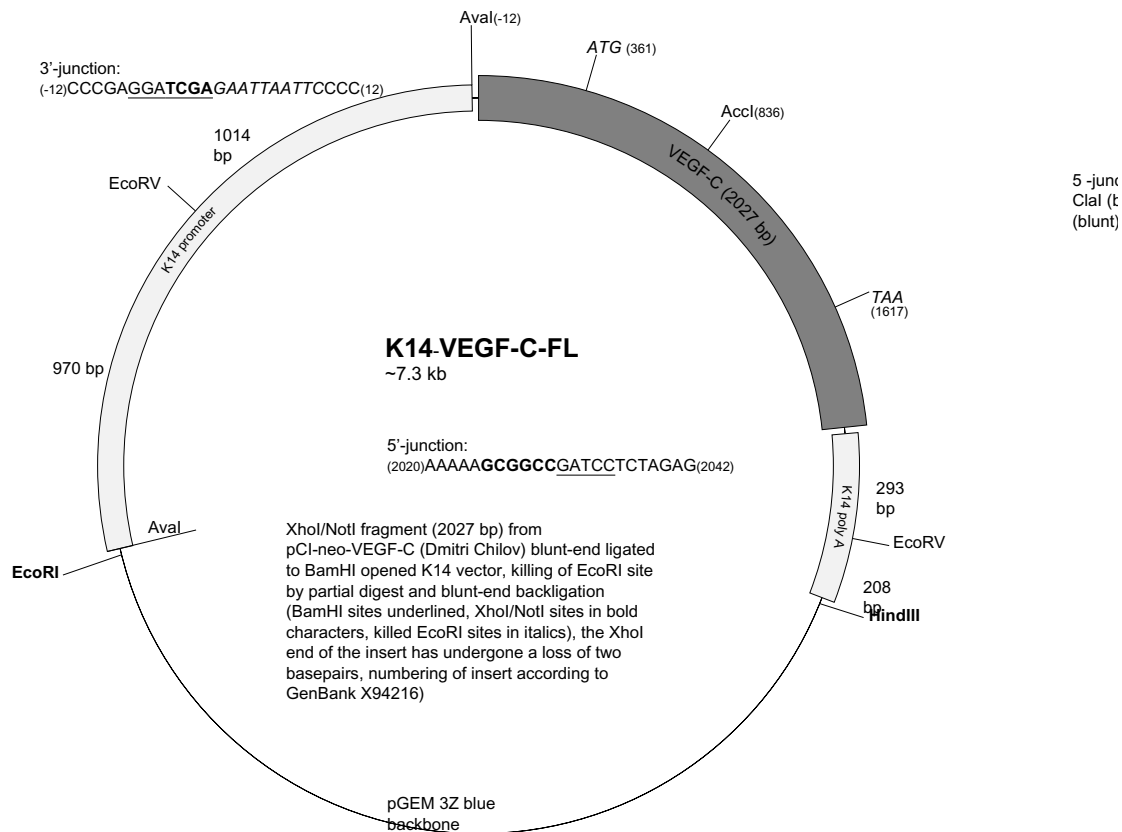 AvaI(-12)
ATG (361)
3'-junction:
(-12)CCCGAGGATCGAGAATTAATTCCCC(12)
AccI(836)
1014
bp
EcoRV
K14 promoter
VEGF-C (2027 bp)
5 -junc
ClaI (b
(blunt)
TAA
(1617)
K14-VEGF-C-FL
~7.3 kb
970 bp
5'-junction:
(2020)AAAAAGCGGCCGATCCTCTAGAG(2042)
K14 poly A
293
bp
EcoRV
AvaI
EcoRI
208
bp
HindIII
XhoI/NotI fragment (2027 bp) from
pCI-neo-VEGF-C (Dmitri Chilov) blunt-end ligated
to BamHI opened K14 vector, killing of EcoRI site
by partial digest and blunt-end backligation
(BamHI sites underlined, XhoI/NotI sites in bold
characters, killed EcoRI sites in italics), the XhoI
end of the insert has undergone a loss of two
basepairs, numbering of insert according to
GenBank X94216)
pGEM 3Z blue
backbone